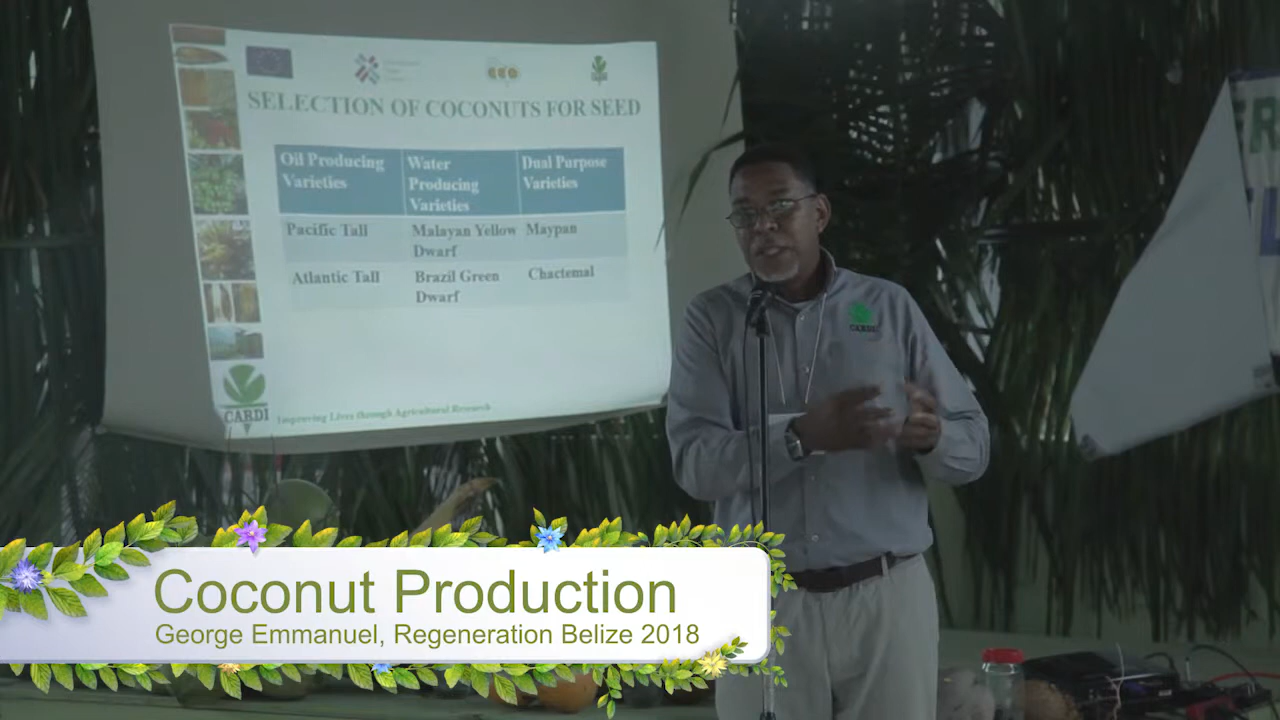 SELECTION OF COCONUTS FOR SEED
Oil Producing Varieties
Water Producing Varieties
Dual Purpose Varieties
Pacific Tall
Malayan Yellow Dwarf
Maypan
Atlantic Tall
Brazil Green Dwarf
Chactemal
CARDI
Improving Lives through Agricultural Research
CARDI
Coconut Production
George Emmanuel, Regeneration Belize 2018